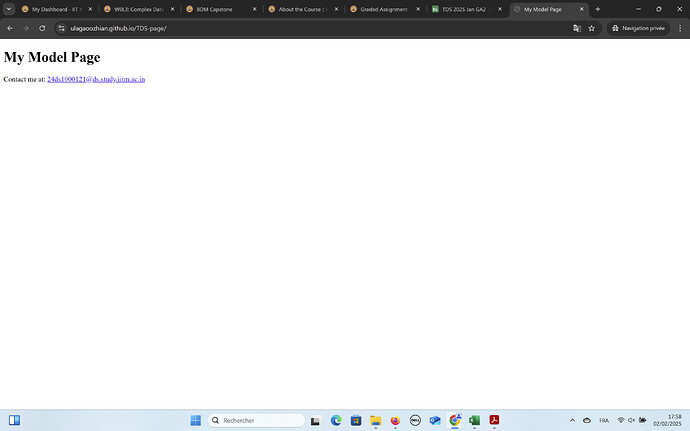 My Dashboard - IIT
W0L3: Complex Data
BDM Capstone
About the Course
Graded Assignment
TDS 2025 Jan GA2 -
My Model Page
ulagaoozhian.github.io/TDS-page/
Navigation privée
My Model Page
Contact me at: 24ds1000121@ds.study.iitm.ac.in
Rechercher
FRA
17:58
02/02/2025